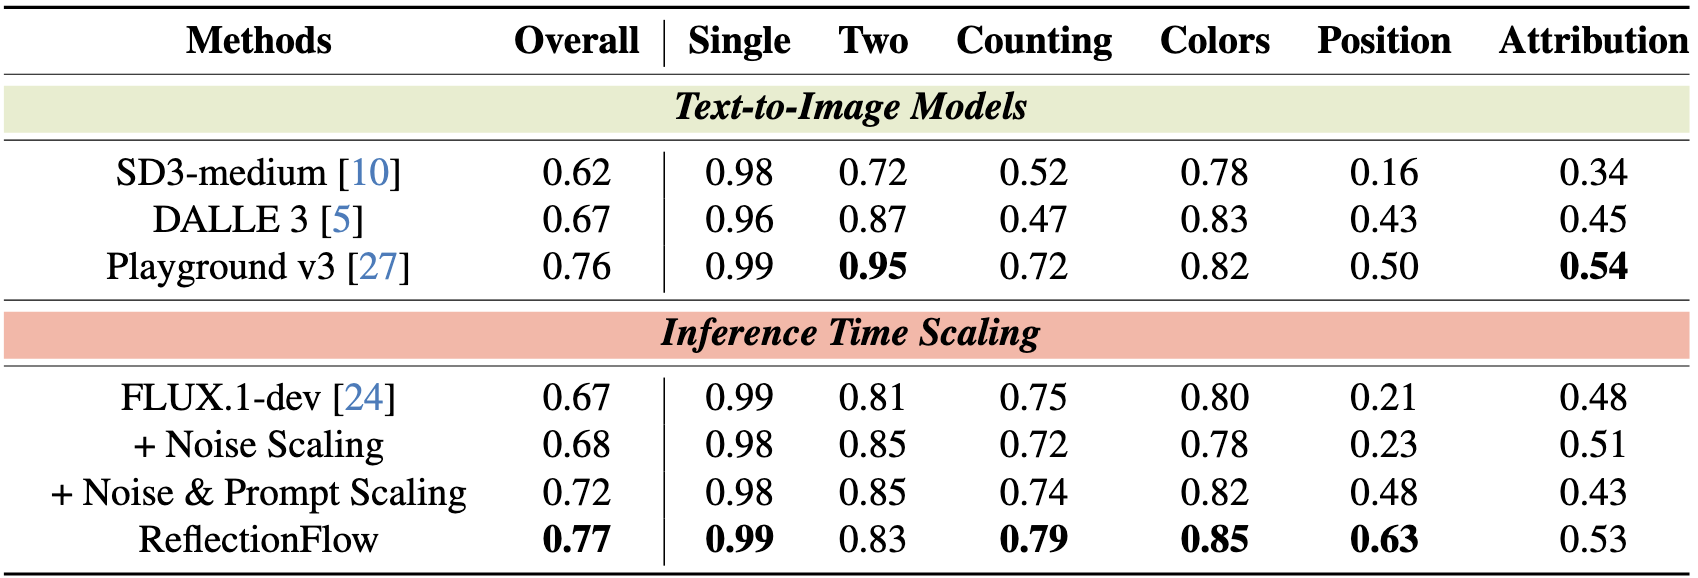 Methods Overall Single Two Counting Colors Position Attribution
Text-to-Image Models
SD3-medium [10] 0.62 0.98 0.72 0.52 0.78 0.16 0.34
DALLE 3 [5] 0.67 0.96 0.87 0.47 0.83 0.43 0.45
Playground v3 [27] 0.76 0.99 0.95 0.72 0.82 0.50 0.54
Inference Time Scaling
FLUX.1-dev [24] 0.67 0.99 0.81 0.75 0.80 0.21 0.48
+ Noise Scaling 0.68 0.98 0.85 0.72 0.78 0.23 0.51
+ Noise & Prompt Scaling 0.72 0.98 0.85 0.74 0.82 0.48 0.43
ReflectionFlow 0.77 0.99 0.83 0.79 0.85 0.63 0.53